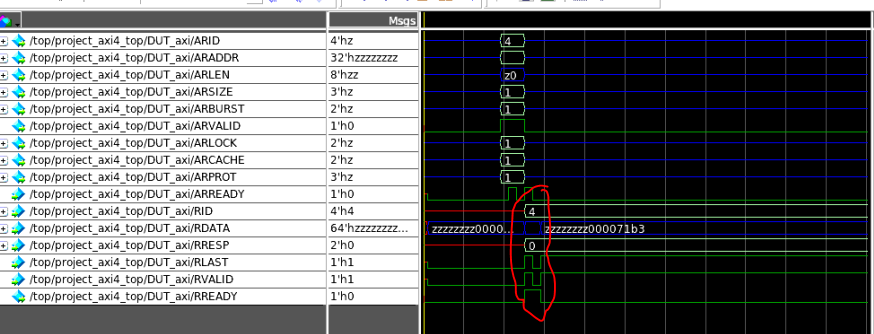 Msgs
/top/project_axi4_top/DUT_axi/ARID 4'hz 4
/top/project_axi4_top/DUT_axi/ARADDR 32'hzzzzzzzz
/top/project_axi4_top/DUT_axi/ARLEN 8'hzz z0
/top/project_axi4_top/DUT_axi/ARSIZE 3'hz 1
/top/project_axi4_top/DUT_axi/ARBURST 2'hz 1
/top/project_axi4_top/DUT_axi/ARVALID 1'h0
/top/project_axi4_top/DUT_axi/ARLOCK 2'hz 1
/top/project_axi4_top/DUT_axi/ARCACHE 2'hz 1
/top/project_axi4_top/DUT_axi/ARPROT 3'hz 1
/top/project_axi4_top/DUT_axi/ARREADY 1'h0
/top/project_axi4_top/DUT_axi/RID 4'h4 4
/top/project_axi4_top/DUT_axi/RDATA 64'hzzzzzzzz... zzzzzzzz0000... zzzzzzzz000071b3
/top/project_axi4_top/DUT_axi/RRESP 2'h0 0
/top/project_axi4_top/DUT_axi/RLAST 1'h1
/top/project_axi4_top/DUT_axi/RVALID 1'h1
/top/project_axi4_top/DUT_axi/RREADY 1'h0